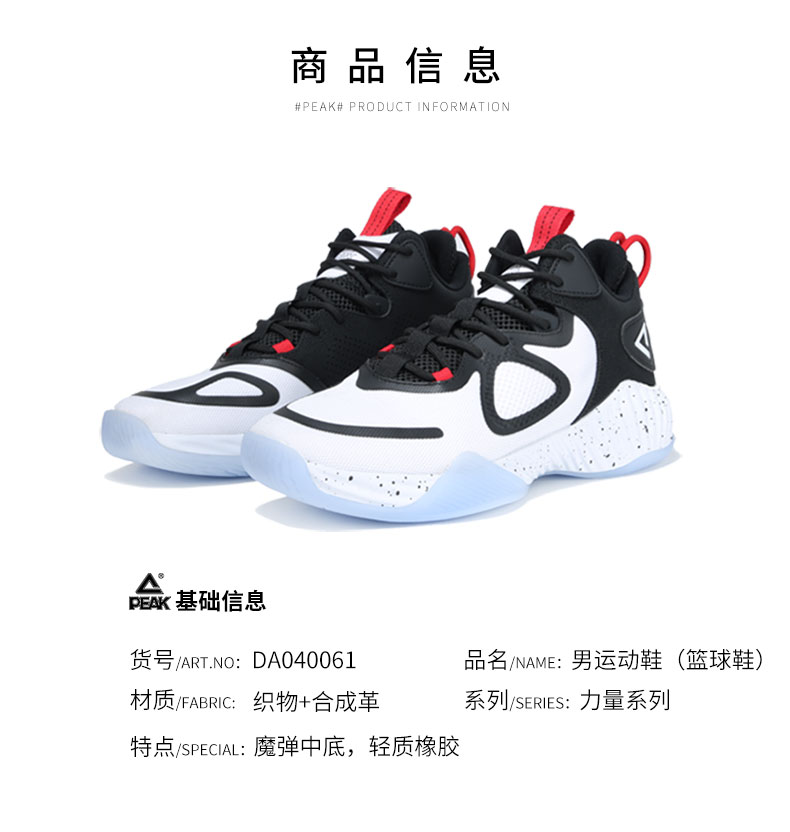 商品信息
#PEAK# PRODUCT INFORMATION
PEAK® 基础信息
货号/ART.NO: DA040061
品名/NAME: 男运动鞋（篮球鞋）
材质/FABRIC: 织物+合成革
系列/SERIES: 力量系列
特点/SPECIAL: 魔弹中底，轻质橡胶